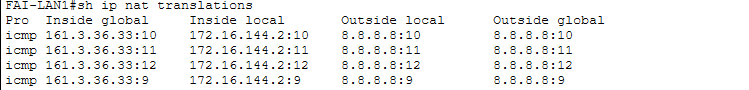 FAI-LAN1#sh ip nat translations
Pro  Inside global     Inside local       Outside local      Outside global
icmp 161.3.36.33:10    172.16.144.2:10    8.8.8.8:10         8.8.8.8:10
icmp 161.3.36.33:11    172.16.144.2:11    8.8.8.8:11         8.8.8.8:11
icmp 161.3.36.33:12    172.16.144.2:12    8.8.8.8:12         8.8.8.8:12
icmp 161.3.36.33:9     172.16.144.2:9     8.8.8.8:9          8.8.8.8:9